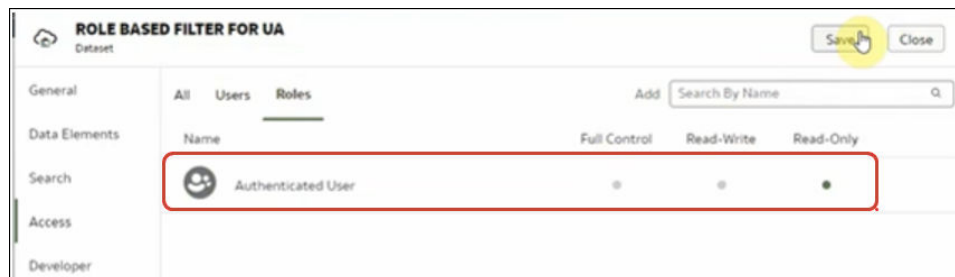 ROLE BASED FILTER FOR UA
Dataset
Save
Close
General
All Users Roles
Add Search By Name
Data Elements
Name Full Control Read-Write Read-Only
Search
Authenticated User
Access
Developer